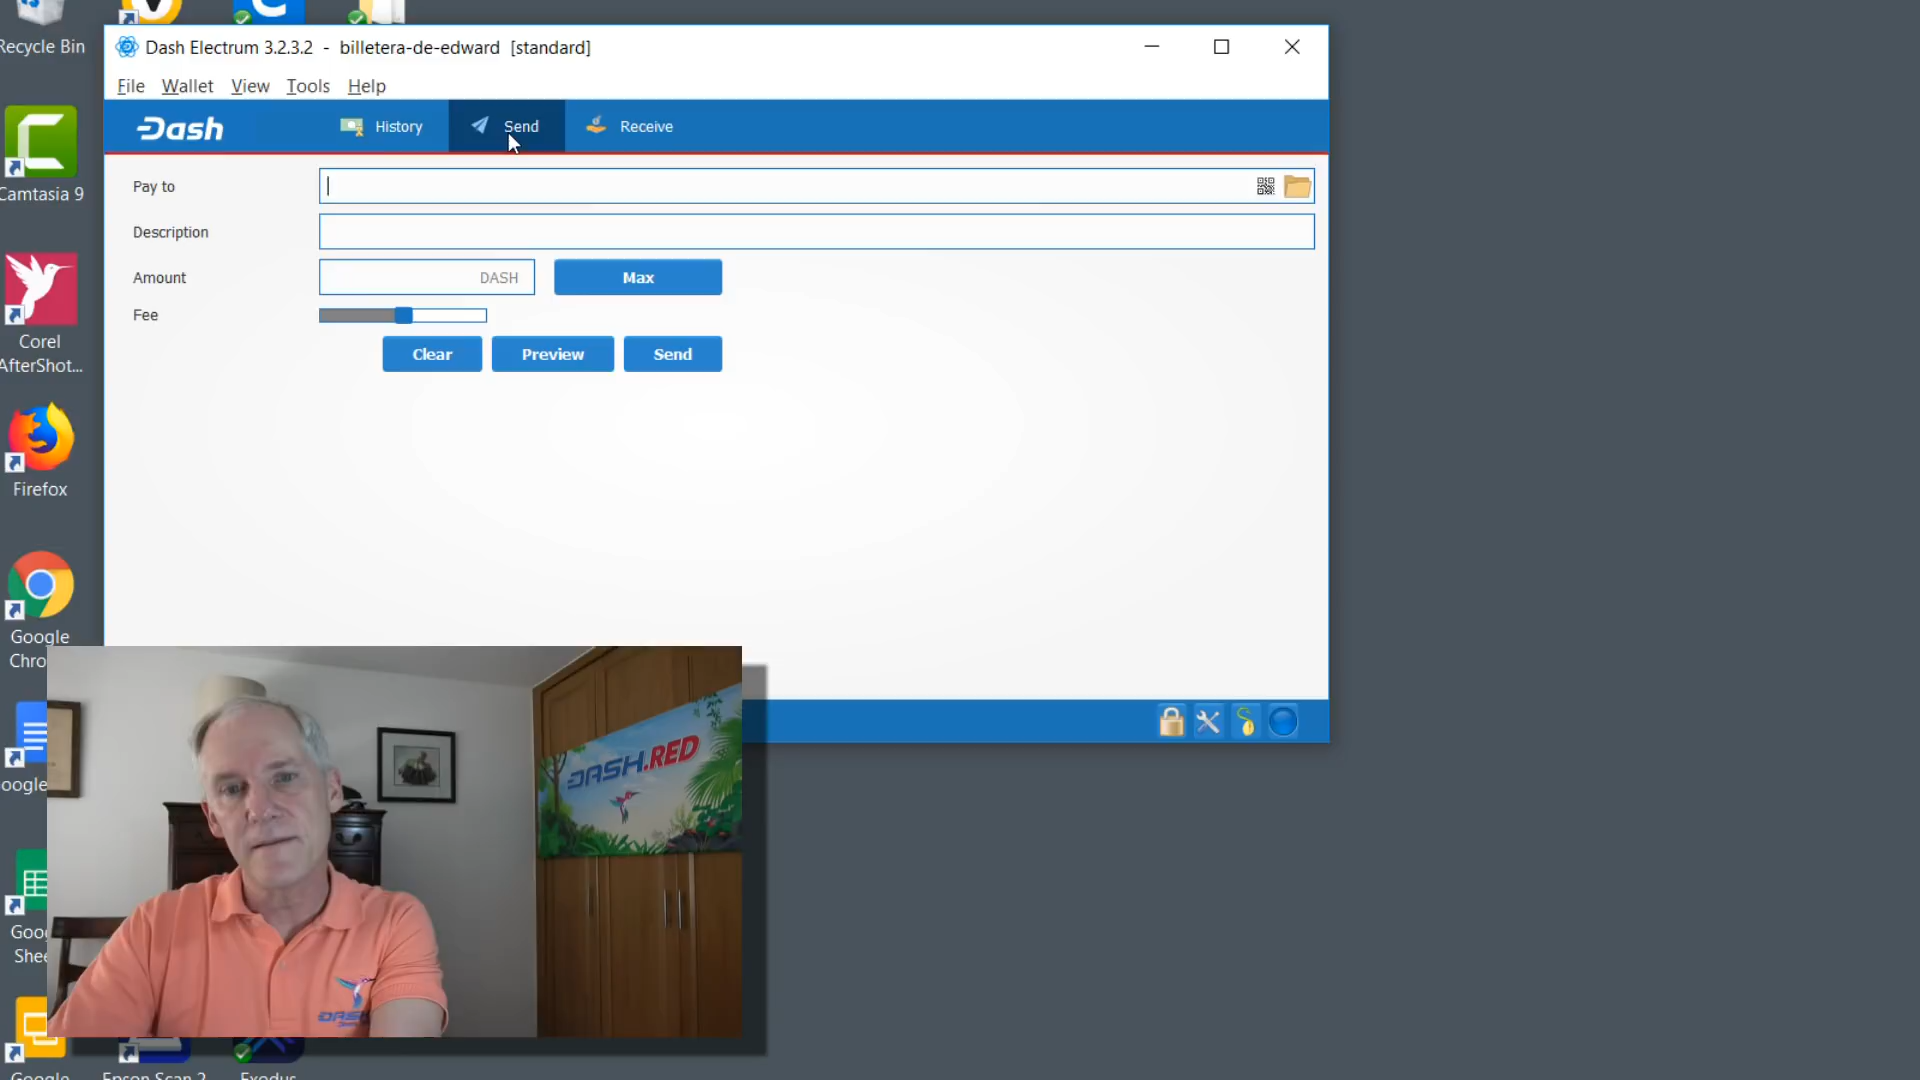 Recycle Bin
Dash Electrum 3.2.3.2 - billetera-de-edward [standard]
File Wallet View Tools Help
Dash
History
Send
Receive
Pay to
Description
Amount
DASH
Max
Fee
Clear
Preview
Send
Camtasia 9
Corel
AfterShot...
Firefox
Google
Chro
oogle
Goo
Shee
DASH.RED
DASH
Google
Epson Scan 2
Exodus